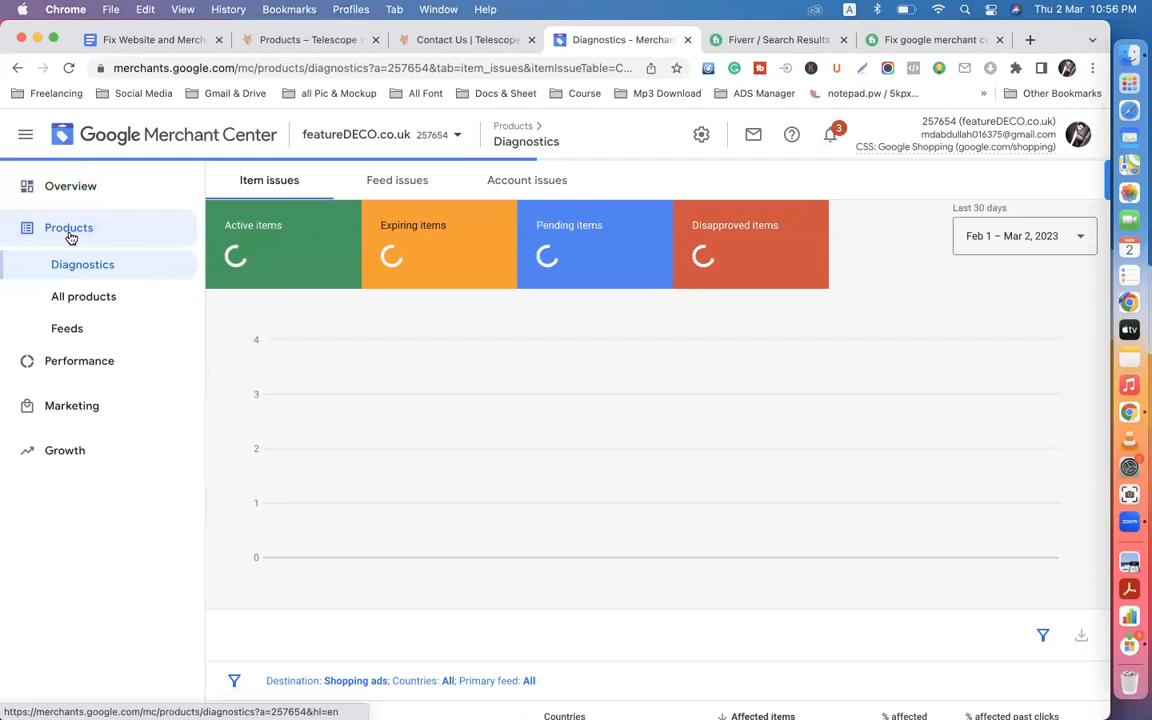 Chrome File Edit View History Bookmarks Profiles Tab Window Help A Thu 2 Mar 10:56 PM
Fix Website and Merch Products – Telescope Contact Us | Telescope Diagnostics - Merchan Fiverr / Search Results Fix google merchant c
merchants.google.com/mc/products/diagnostics?a=257654&tab=item_issues&itemIssueTable=C...
Freelancing Social Media Gmail & Drive all Pic & Mockup All Font Docs & Sheet Course Mp3 Download ADS Manager notepad.pw / 5kpx... » Other Bookmarks
Google Merchant Center
featureDECO.co.uk 257654
Products
Diagnostics
3
257654 (featureDECO.co.uk)
mdabdullah016375@gmail.com
CSS: Google Shopping (google.com/shopping)
Overview
Products
Diagnostics
All products
Feeds
Performance
Marketing
Growth
Item issues Feed issues Account issues
Active items Expiring items Pending items Disapproved items
Last 30 days
Feb 1 – Mar 2, 2023
4
3
2
1
0
Destination: Shopping ads; Countries: All; Primary feed: All
Countries Affected items % affected % affected past clicks
https://merchants.google.com/mc/products/diagnostics?a=257654&hl=en
2
tv
zoom